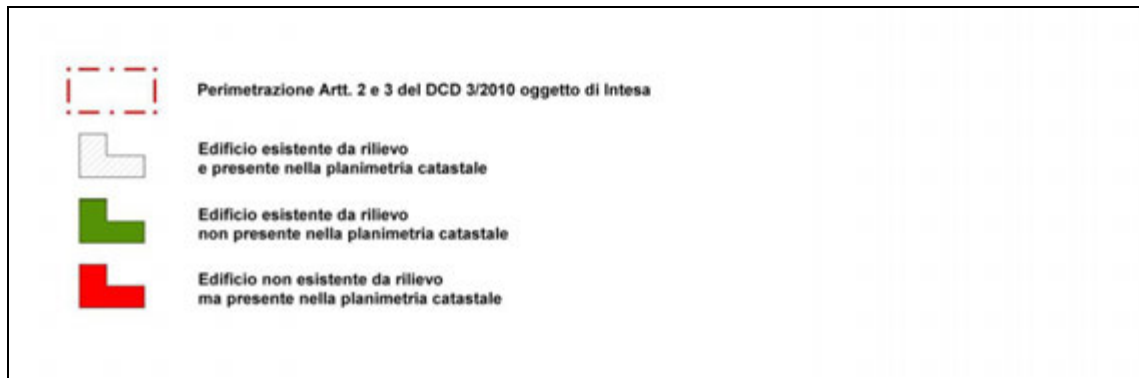 Perimetrazione Artt. 2 e 3 del DCD 3/2010 oggetto di Intesa
Edificio esistente da rilievo
e presente nella planimetria catastale
Edificio esistente da rilievo
non presente nella planimetria catastale
Edificio non esistente da rilievo
ma presente nella planimetria catastale